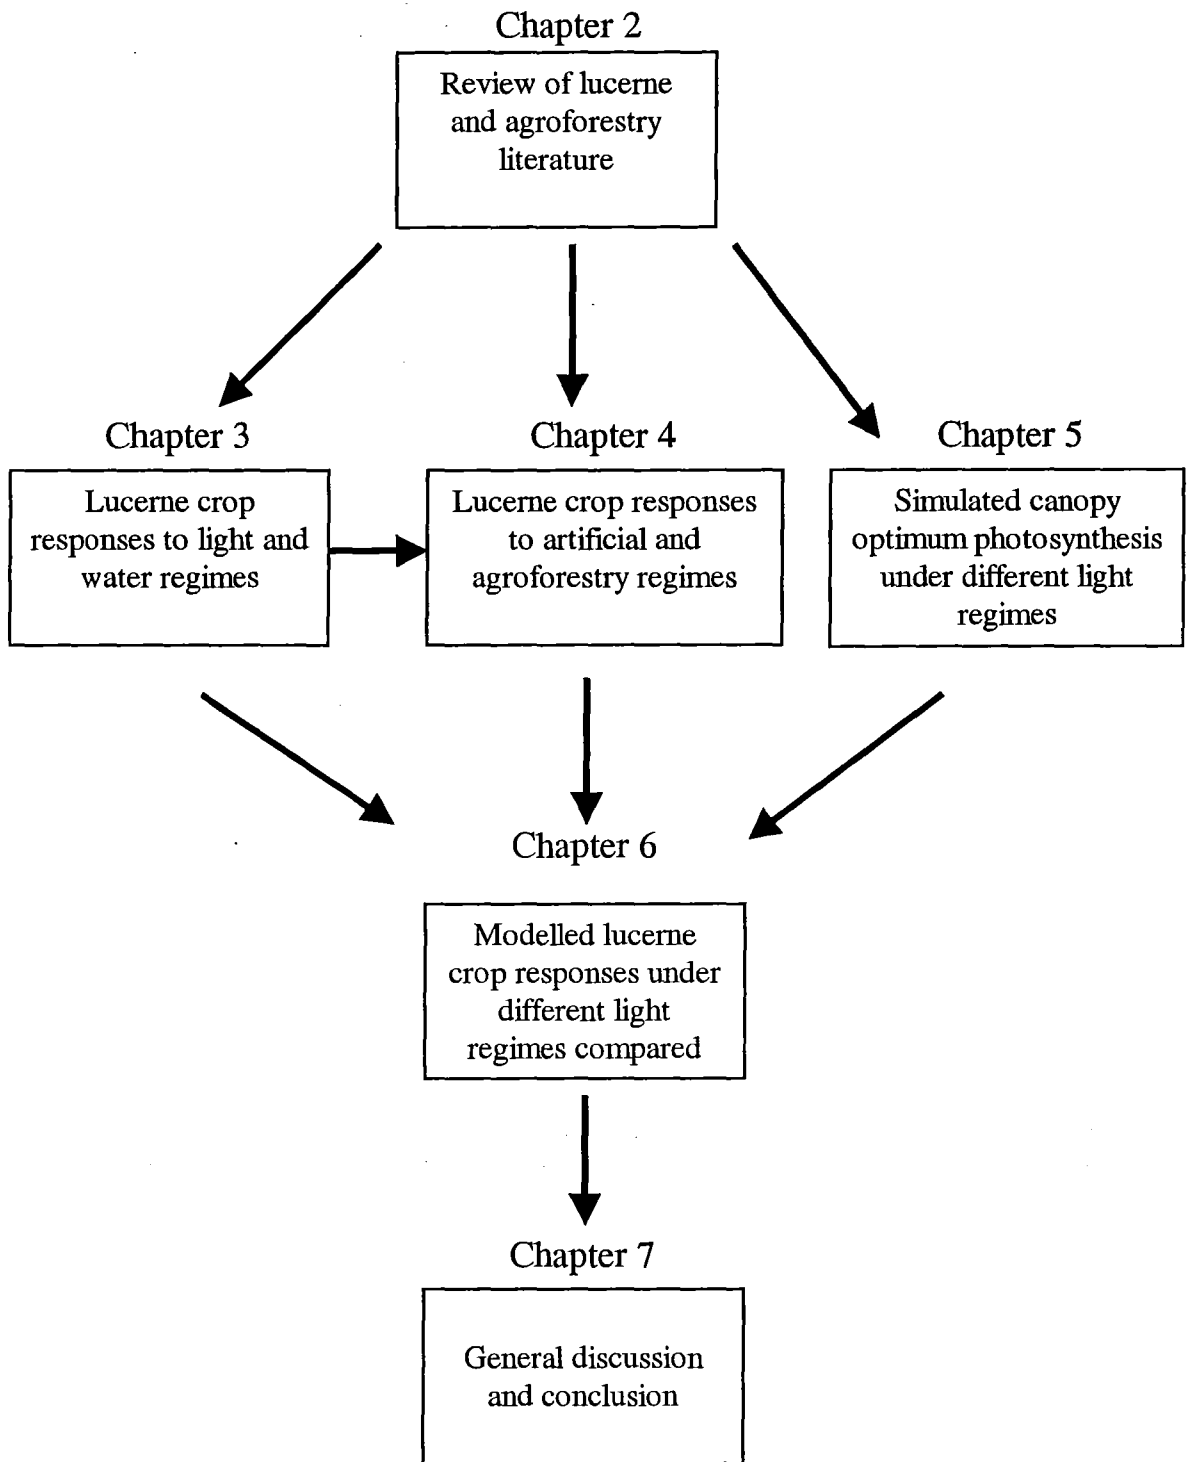 Chapter 2
Review of lucerne
and agroforestry
literature
Chapter 3
Lucerne crop
responses to light and
water regimes
Chapter 4
Lucerne crop responses
to artificial and
agroforestry regimes
Chapter 5
Simulated canopy
optimum photosynthesis
under different light
regimes
Chapter 6
Modelled lucerne
crop responses under
different light
regimes compared
Chapter 7
General discussion
and conclusion